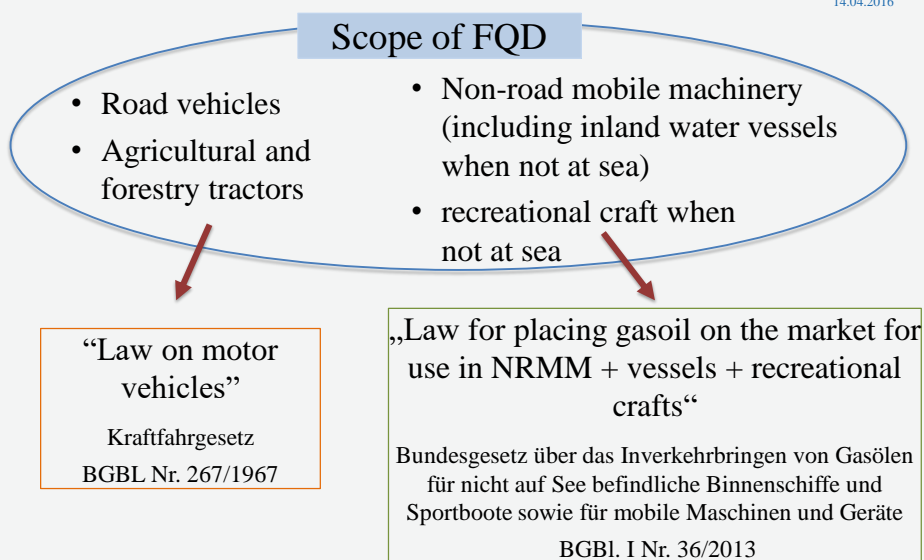 14.04.2016
Scope of FQD
• Road vehicles
• Agricultural and
forestry tractors
• Non-road mobile machinery
(including inland water vessels
when not at sea)
• recreational craft when
not at sea
“Law on motor
vehicles”
Kraftfahrgesetz
BGBL Nr. 267/1967
„Law for placing gasoil on the market for
use in NRMM + vessels + recreational
crafts“
Bundesgesetz über das Inverkehrbringen von Gasölen
für nicht auf See befindliche Binnenschiffe und
Sportboote sowie für mobile Maschinen und Geräte
BGBl. I Nr. 36/2013